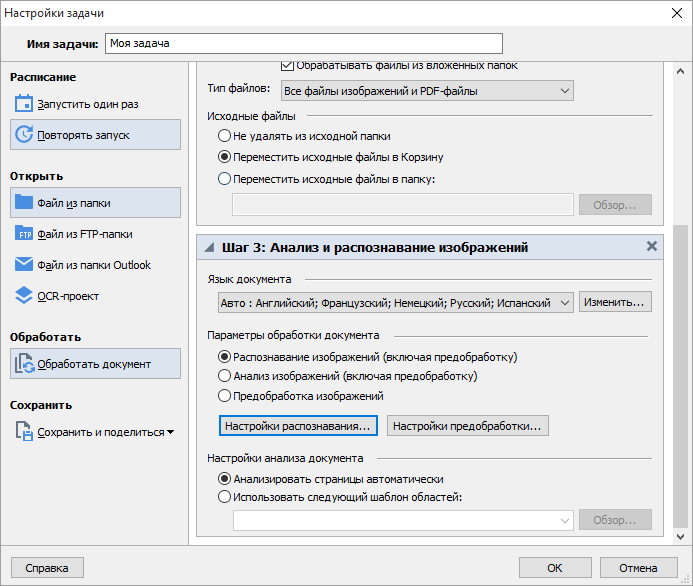 Настройки задачи
Имя задачи: Моя задача
Расписание
Запустить один раз
Повторять запуск
Открыть
Файл из папки
Файл из FTP-папки
Файл из папки Outlook
OCR-проект
Обработать
Обработать документ
Сохранить
Сохранить и поделиться
Обрабатывать файлы из вложенных папок
Тип файлов: Все файлы изображений и PDF-файлы
Исходные файлы
Не удалять из исходной папки
Переместить исходные файлы в Корзину
Переместить исходные файлы в папку:
Обзор...
Шаг 3: Анализ и распознавание изображений
Язык документа
Авто : Английский; Французский; Немецкий; Русский; Испанский Изменить...
Параметры обработки документа
Распознавание изображений (включая предобработку)
Анализ изображений (включая предобработку)
Предобработка изображений
Настройки распознавания... Настройки предобработки...
Настройки анализа документа
Анализировать страницы автоматически
Использовать следующий шаблон областей:
Обзор...
Справка ОК Отмена
FTP